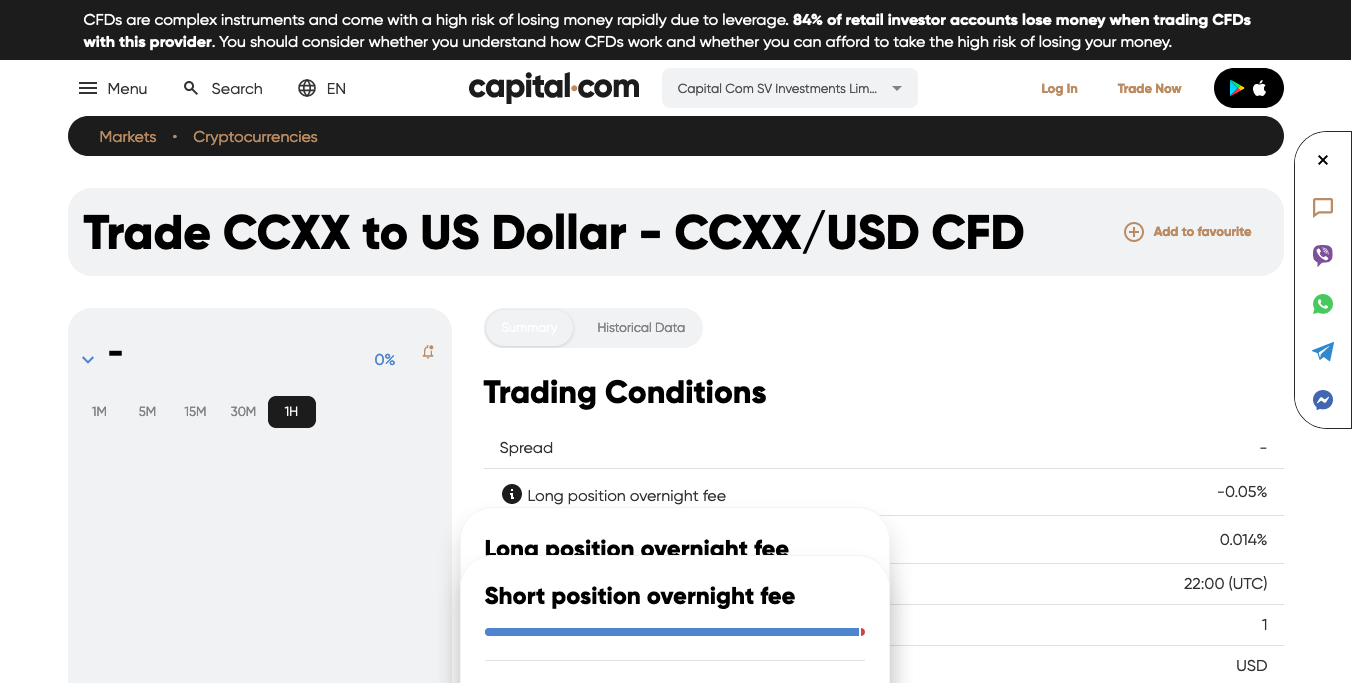 CFDs are complex instruments and come with a high risk of losing money rapidly due to leverage. 84% of retail investor accounts lose money when trading CFDs
with this provider. You should consider whether you understand how CFDs work and whether you can afford to take the high risk of losing your money.
Menu
Search
EN
capital.com
Capital Com SV Investments Lim...
Log In
Trade Now
Markets • Cryptocurrencies
Trade CCXX to US Dollar - CCXX/USD CFD
Add to favourite
-
0%
1M 5M 15M 30M 1H
Summary
Historical Data
Trading Conditions
Spread -
Long position overnight fee -0.05%
Long position overnight fee
0.014%
Short position overnight fee
22:00 (UTC)
1
USD